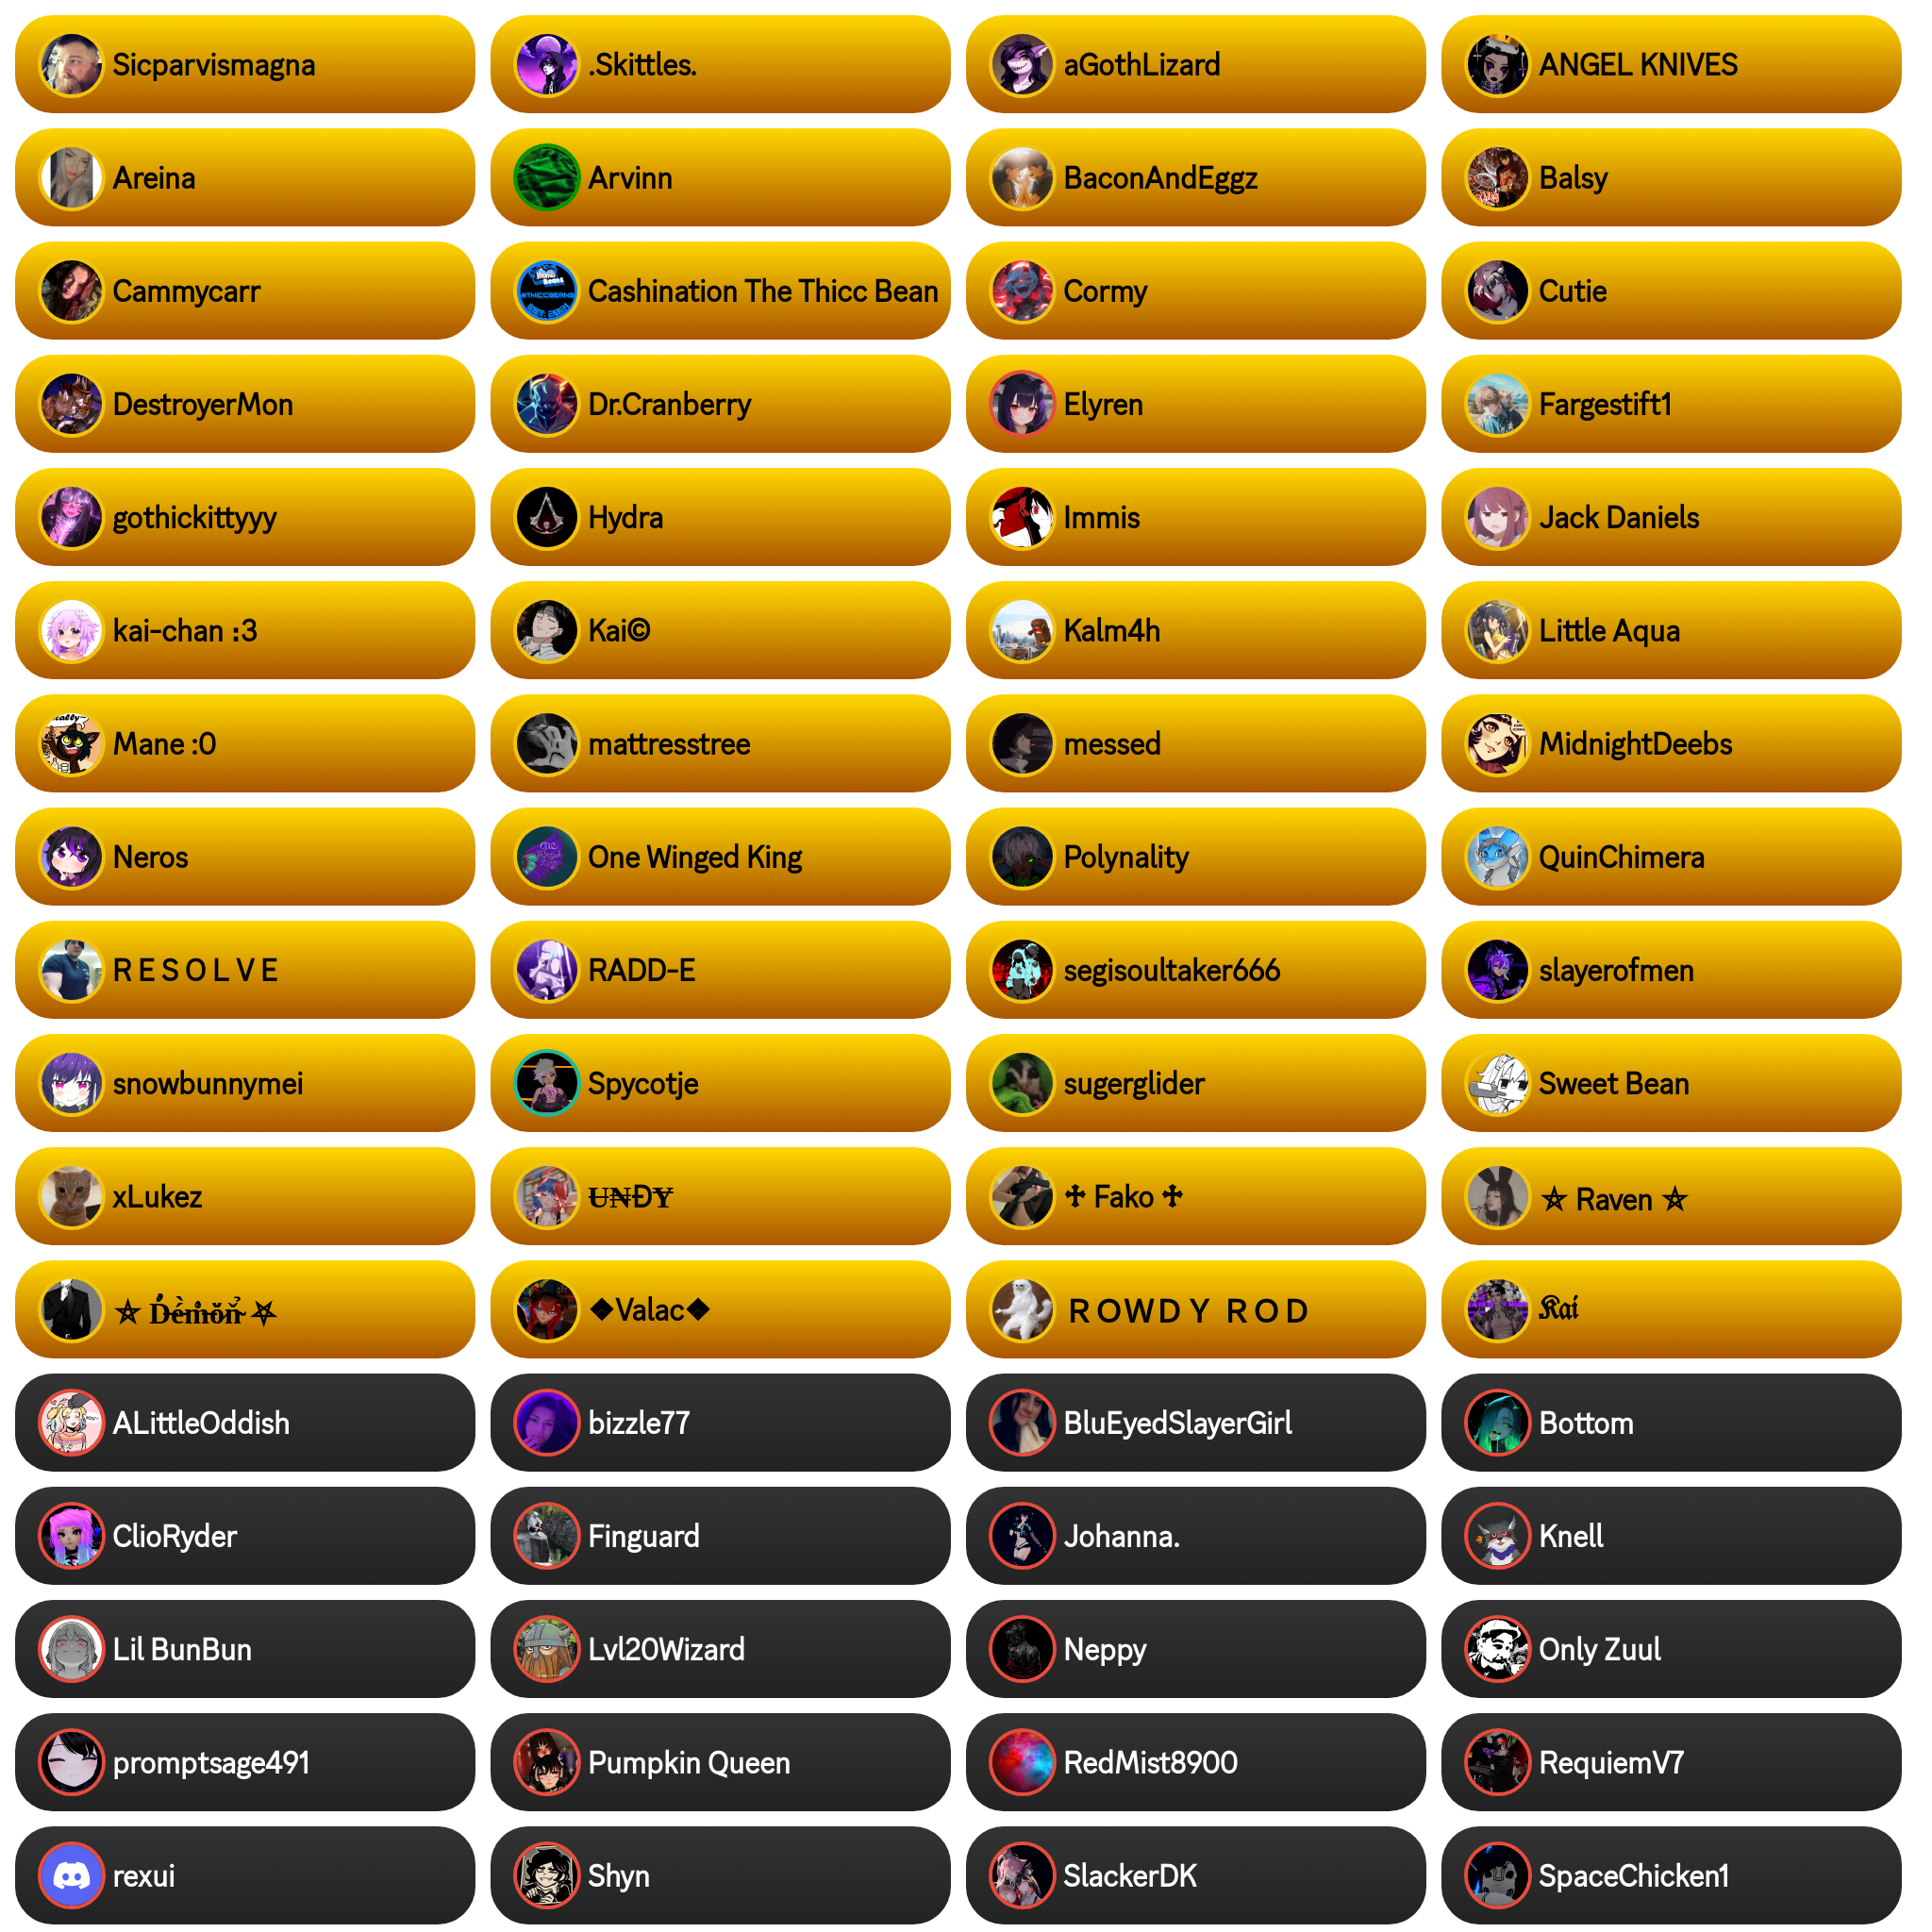 Sicparvismagna
.Skittles.
aGothLizard
ANGEL KNIVES
Areina
Arvinn
BaconAndEggz
Balsy
Cammycarr
Cashination The Thicc Bean
Cormy
Cutie
DestroyerMon
Dr.Cranberry
Elyren
Fargestift1
gothickittyyy
Hydra
Immis
Jack Daniels
kai-chan :3
Kai©
Kalm4h
Little Aqua
Mane :0
mattresstree
messed
MidnightDeebs
Neros
One Winged King
Polynality
QuinChimera
R E S O L V E
RADD-E
segisoultaker666
slayerofmen
snowbunnymei
Spycotje
sugerglider
Sweet Bean
xLukez
ɄN̶ĐɎ
♱ Fako ♱
⛤ Raven ⛤
⛤ D̴é̴m̴ő̴n̴ ⛧
◆Valac◆
ＲＯＷＤＹ ＲＯＤ
𝕶𝖆𝖎
ALittleOddish
bizzle77
BluEyedSlayerGirl
Bottom
ClioRyder
Finguard
Johanna.
Knell
Lil BunBun
Lvl20Wizard
Neppy
Only Zuul
promptsage491
Pumpkin Queen
RedMist8900
RequiemV7
rexui
Shyn
SlackerDK
SpaceChicken1